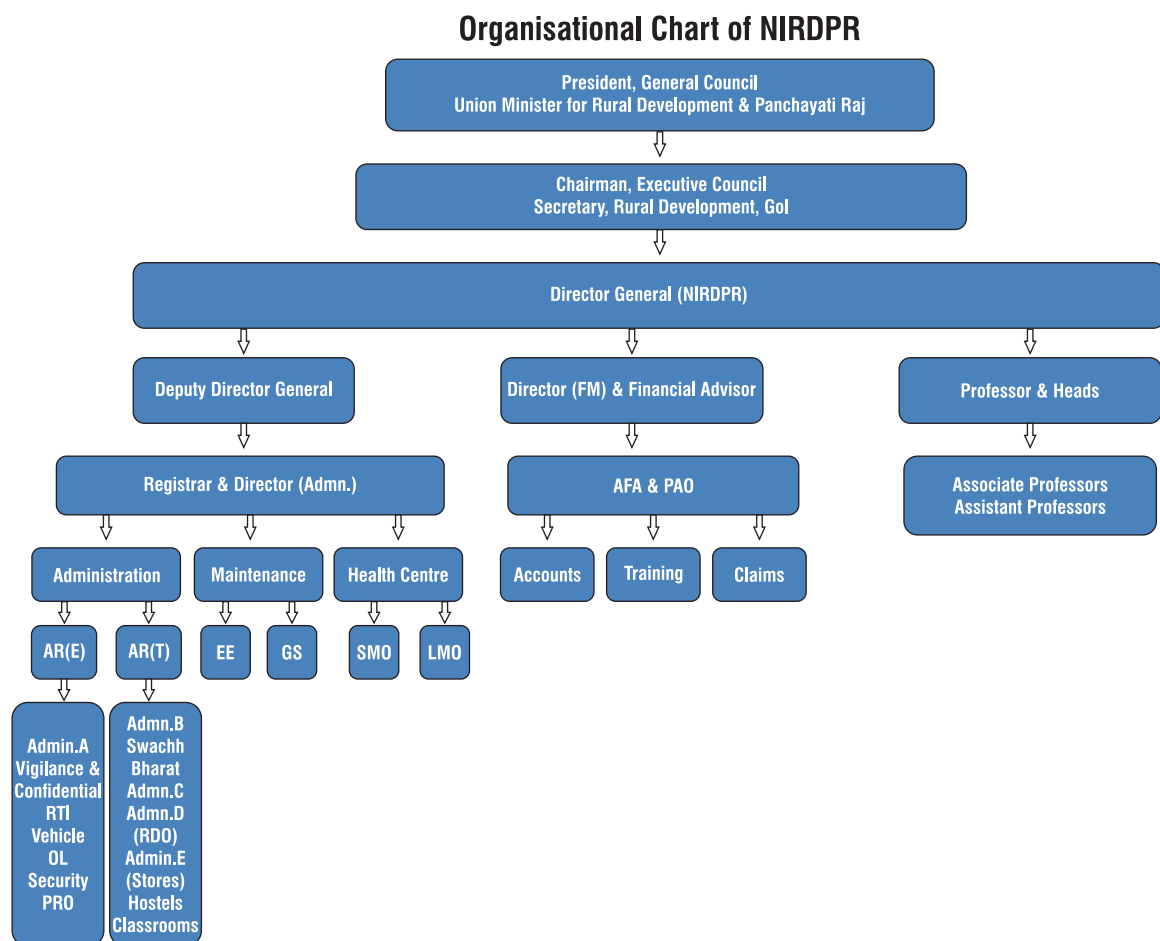 Organisational Chart of NIRDPR
President, General Council
Union Minister for Rural Development & Panchayati Raj
Chairman, Executive Council
Secretary, Rural Development, GoI
Director General (NIRDPR)
Deputy Director General
Director (FM) & Financial Advisor
Professor & Heads
Registrar & Director (Admn.)
AFA & PAO
Associate Professors
Assistant Professors
Administration
Maintenance
Health Centre
Accounts
Training
Claims
AR(E)
AR(T)
EE
GS
SMO
LMO
Admin.A
Vigilance &
Confidential
RTI
Vehicle
OL
Security
PRO
Admn.B
Swachh
Bharat
Admn.C
Admn.D
(RDO)
Admin.E
(Stores)
Hostels
Classrooms